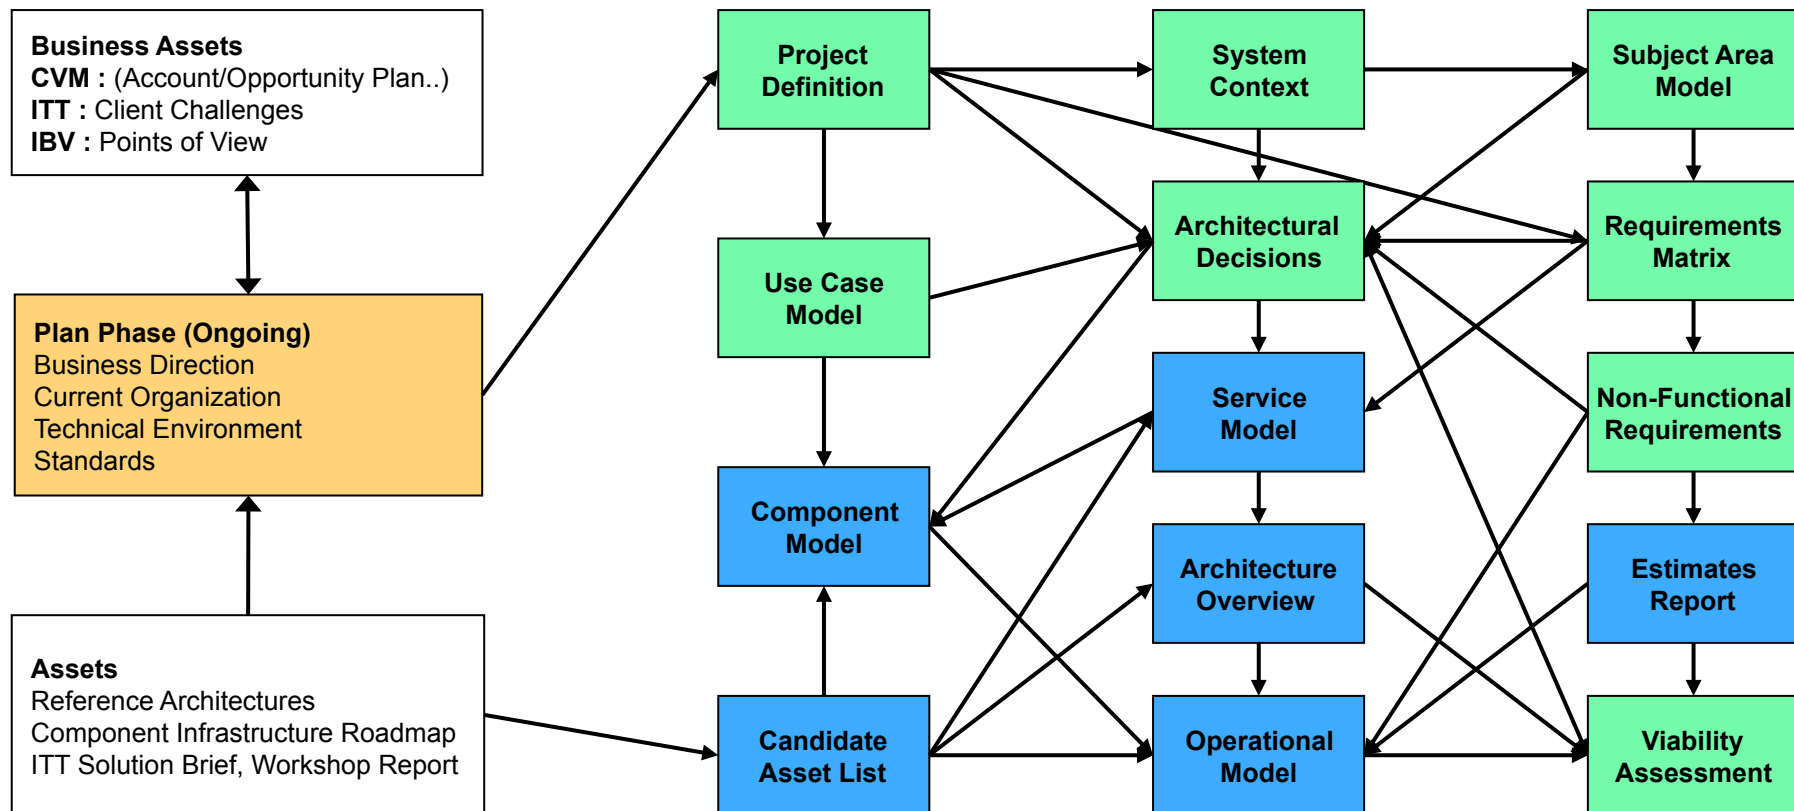 Business Assets
CVM : (Account/Opportunity Plan..)
ITT : Client Challenges
IBV : Points of View
Plan Phase (Ongoing)
Business Direction
Current Organization
Technical Environment
Standards
Assets
Reference Architectures
Component Infrastructure Roadmap
ITT Solution Brief, Workshop Report
Project
Definition
Use Case
Model
Component
Model
Candidate
Asset List
System
Context
Architectural
Decisions
Service
Model
Architecture
Overview
Operational
Model
Subject Area
Model
Requirements
Matrix
Non-Functional
Requirements
Estimates
Report
Viability
Assessment